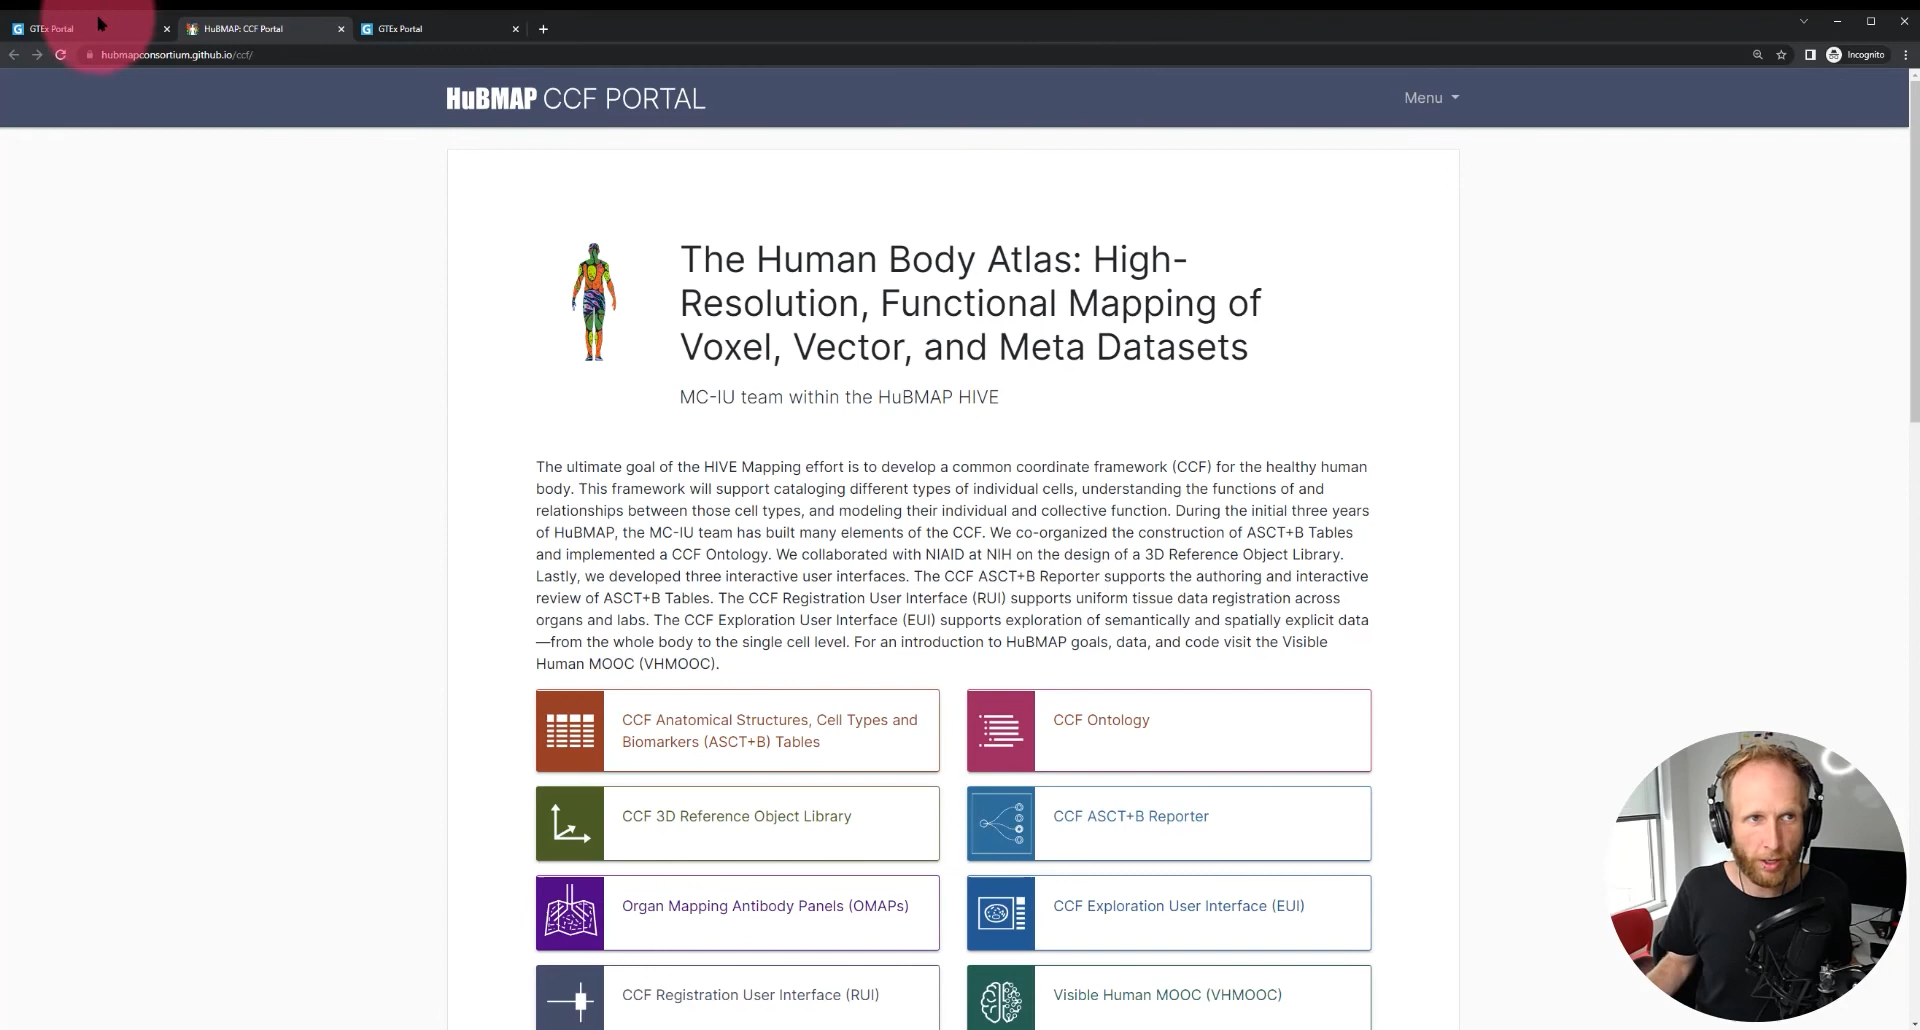 GTEx Portal
HuBMAP: CCF Portal
GTEx Portal
hubmapconsortium.github.io/ccf/
Incognito
HuBMAP CCF PORTAL
Menu
The Human Body Atlas: High-
Resolution, Functional Mapping of
Voxel, Vector, and Meta Datasets
MC-IU team within the HuBMAP HIVE
The ultimate goal of the HIVE Mapping effort is to develop a common coordinate framework (CCF) for the healthy human
body. This framework will support cataloging different types of individual cells, understanding the functions of and
relationships between those cell types, and modeling their individual and collective function. During the initial three years
of HuBMAP, the MC-IU team has built many elements of the CCF. We co-organized the construction of ASCT+B Tables
and implemented a CCF Ontology. We collaborated with NIAID at NIH on the design of a 3D Reference Object Library.
Lastly, we developed three interactive user interfaces. The CCF ASCT+B Reporter supports the authoring and interactive
review of ASCT+B Tables. The CCF Registration User Interface (RUI) supports uniform tissue data registration across
organs and labs. The CCF Exploration User Interface (EUI) supports exploration of semantically and spatially explicit data
—from the whole body to the single cell level. For an introduction to HuBMAP goals, data, and code visit the Visible
Human MOOC (VHMOOC).
CCF Anatomical Structures, Cell Types and
Biomarkers (ASCT+B) Tables
CCF Ontology
CCF 3D Reference Object Library
CCF ASCT+B Reporter
Organ Mapping Antibody Panels (OMAPs)
CCF Exploration User Interface (EUI)
CCF Registration User Interface (RUI)
Visible Human MOOC (VHMOOC)